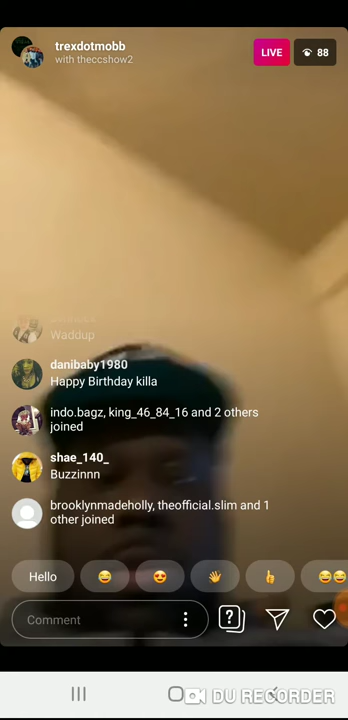 trexdotmobb
with theccshow2
LIVE
88
Waddup
danibaby1980
Happy Birthday killa
indo.bagz, king_46_84_16 and 2 others
joined
shae_140_
Buzzinnn
brooklynmadeholly, theofficial.slim and 1
other joined
Hello
Comment
?
DU RECORDER